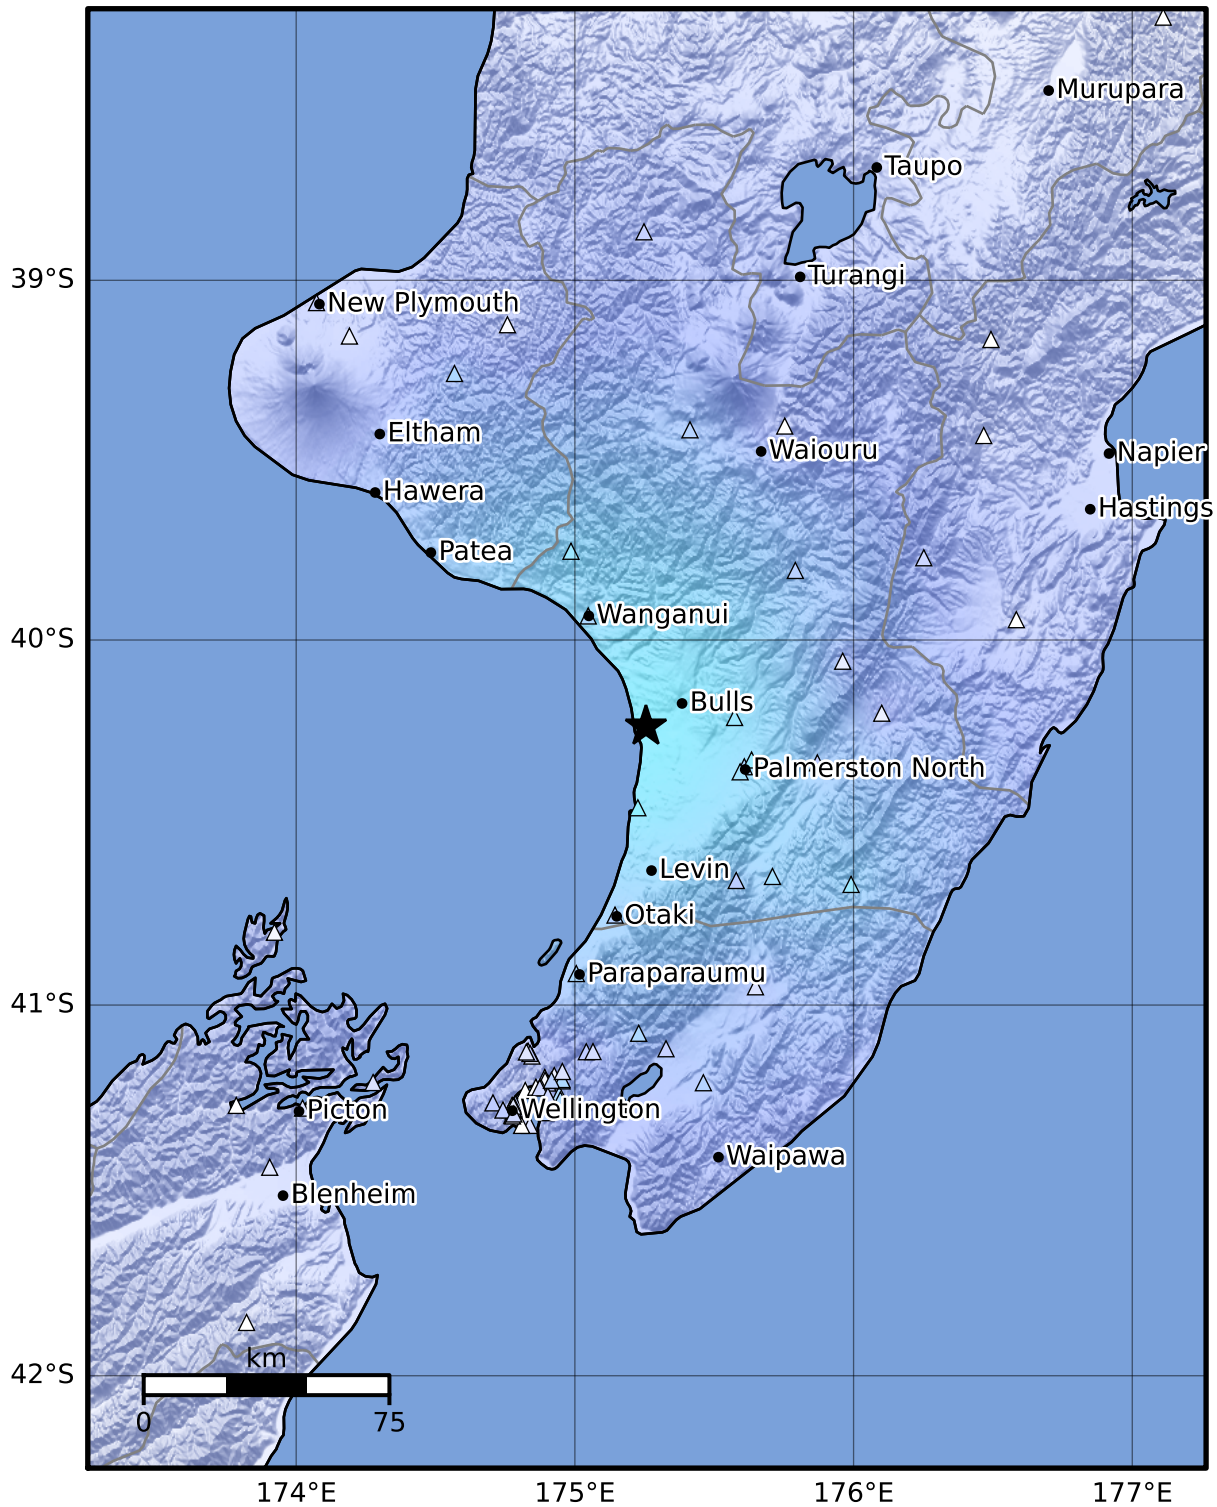 Murupara
Taupo
39°S
Turangi
New Plymouth
Eltham
Waiouru
Napier
Hawera
Hastings
Patea
Wanganui
40°S
Bulls
Palmerston North
Levin
Otaki
Paraparaumu
41°S
Picton
Wellington
Waipawa
Blenheim
km
42°S
0
75
174°E
175°E
176°E
177°E